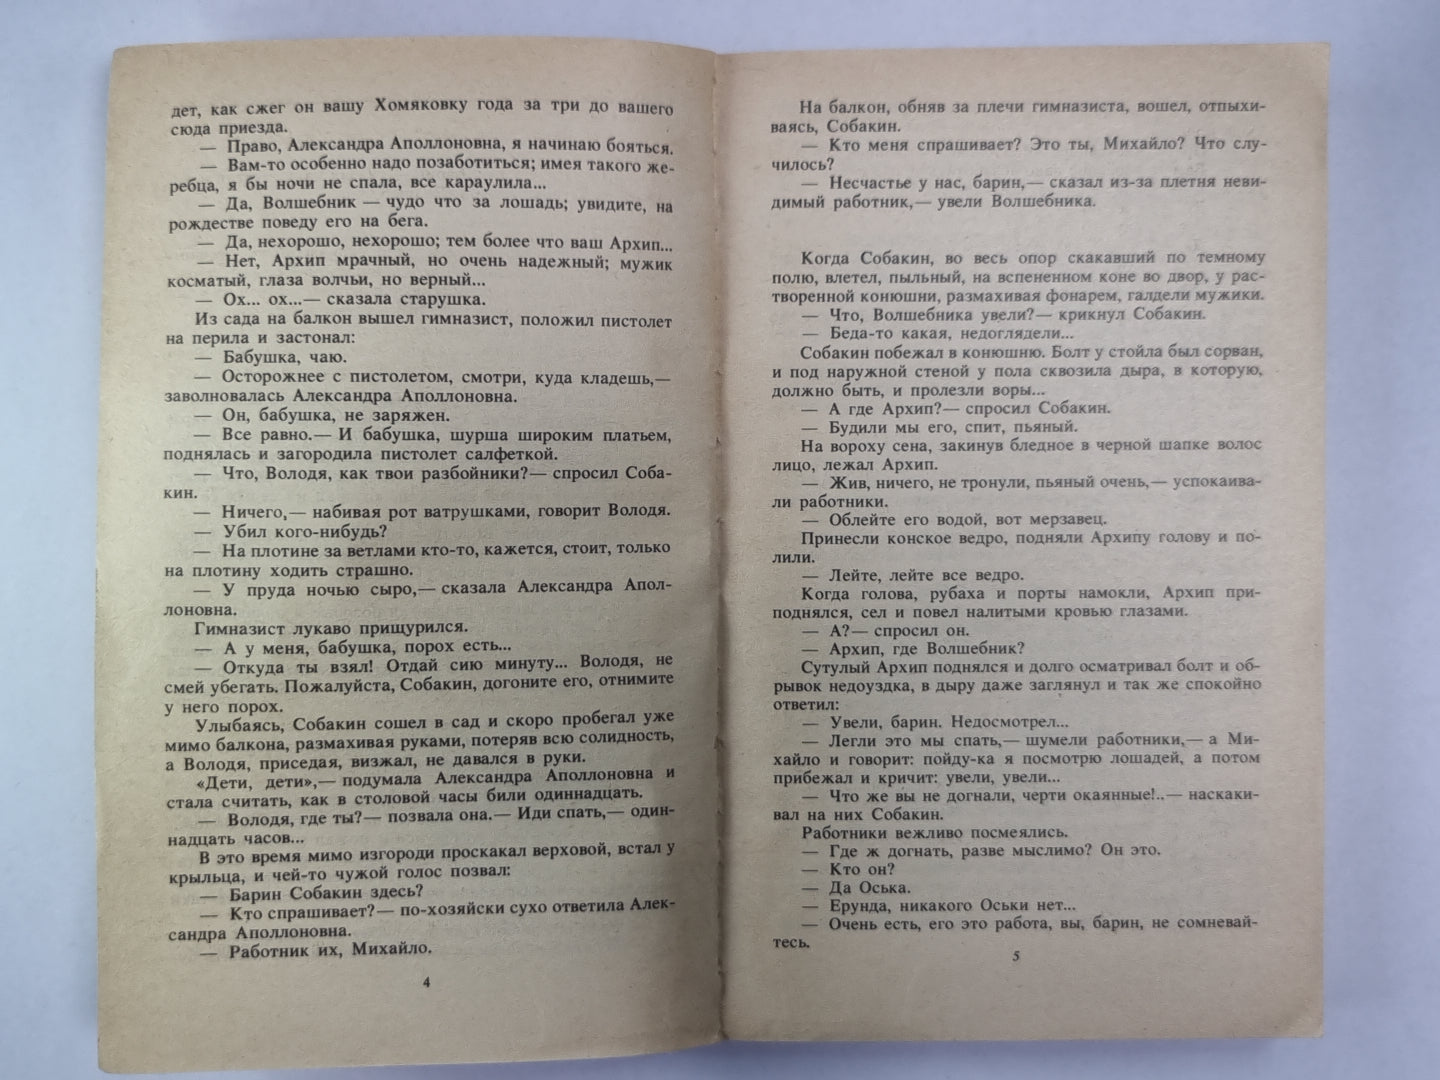 дет, как сжег он вашу Хомяковку года за три до вашего
сюда приезда.
— Право, Александра Аполлоновна, я начинаю бояться.
— Вам-то особенно надо позаботиться; имея такого же-
ребца, я бы ночи не спала, все караулила...
— Да, Волшебник — чудо что за лошадь; увидите, на
рождестве поведу его на бега.
— Да, нехорошо, нехорошо; тем более что ваш Архип...
— Нет, Архип мрачный, но очень надежный; мужик
косматый, глаза волчьи, но верный...
— Ох... ох...— сказала старушка.
Из сада на балкон вышел гимназист, положил пистолет
на перила и застонал:
— Бабушка, чаю.
— Осторожнее с пистолетом, смотри, куда кладешь,—
заволновалась Александра Аполлоновна.
— Он, бабушка, не заряжен.
— Все равно.— И бабушка, шурша широким платьем,
поднялась и загородила пистолет салфеткой.
— Что, Володя, как твои разбойники?— спросил Соба-
кин.
— Ничего,— набивая рот ватрушками, говорит Володя.
— Убил кого-нибудь?
— На плотине за ветлами кто-то, кажется, стоит, только
на плотину ходить страшно.
— У пруда ночью сыро,— сказала Александра Апол-
лоновна.
Гимназист лукаво прищурился.
— А у меня, бабушка, порох есть...
— Откуда ты взял! Отдай сию минуту... Володя, не
смей убегать. Пожалуйста, Собакин, догоните его, отнимите
у него порох.
Улыбаясь, Собакин сошел в сад и скоро пробегал уже
мимо балкона, размахивая руками, потеряв всю солидность,
а Володя, приседая, визжал, не давался в руки.
«Дети, дети»,— подумала Александра Аполлоновна и
стала считать, как в столовой часы били одиннадцать.
— Володя, где ты?— позвала она.— Иди спать,— один-
надцать часов...
В это время мимо изгороди проскакал верховой, встал у
крыльца, и чей-то чужой голос позвал:
— Барин Собакин здесь?
— Кто спрашивает?— по-хозяйски сухо ответила Алек-
сандра Аполлоновна.
— Работник их, Михайло.
4
На балкон, обняв за плечи гимназиста, вошел, отпыхи-
ваясь, Собакин.
— Кто меня спрашивает? Это ты, Михайло? Что слу-
чилось?
— Несчастье у нас, барин,— сказал из-за плетня неви-
димый работник,— увели Волшебника.
Когда Собакин, во весь опор скакавший по темному
полю, влетел, пыльный, на вспененном коне во двор, у рас-
творенной конюшни, размахивая фонарем, галдели мужики.
— Что, Волшебника увели?— крикнул Собакин.
— Беда-то какая, недоглядели...
Собакин побежал в конюшню. Болт у стойла был сорван,
и под наружной стеной у пола сквозила дыра, в которую,
должно быть, и пролезли воры...
— А где Архип?— спросил Собакин.
— Будили мы его, спит, пьяный.
На вороху сена, закинув бледное в черной шапке волос
лицо, лежал Архип.
— Жив, ничего, не тронули, пьяный очень,— успокаива-
ли работники.
— Облейте его водой, вот мерзавец.
Принесли конское ведро, подняли Архипу голову и по-
лили.
— Лейте, лейте все ведро.
Когда голова, рубаха и порты намокли, Архип при-
поднялся, сел и повел налитыми кровью глазами.
— А?— спросил он.
— Архип, где Волшебник?
Сутулый Архип поднялся и долго осматривал болт и об-
рывок недоуздка, в дыру даже заглянул и так же спокойно
ответил:
— Увели, барин. Недосмотрел...
— Легли это мы спать,— шумели работники,— а Ми-
хайло и говорит: пойду-ка я посмотрю лошадей, а потом
прибежал и кричит: увели, увели...
— Что же вы не догнали, черти окаянные!..— наскаки-
вал на них Собакин.
Работники вежливо посмеялись.
— Где ж догнать, разве мыслимо? Он это.
— Кто он?
— Да Оська.
— Ерунда, никакого Оськи нет...
— Очень есть, его это работа, вы, барин, не сомневай-
тесь.
5